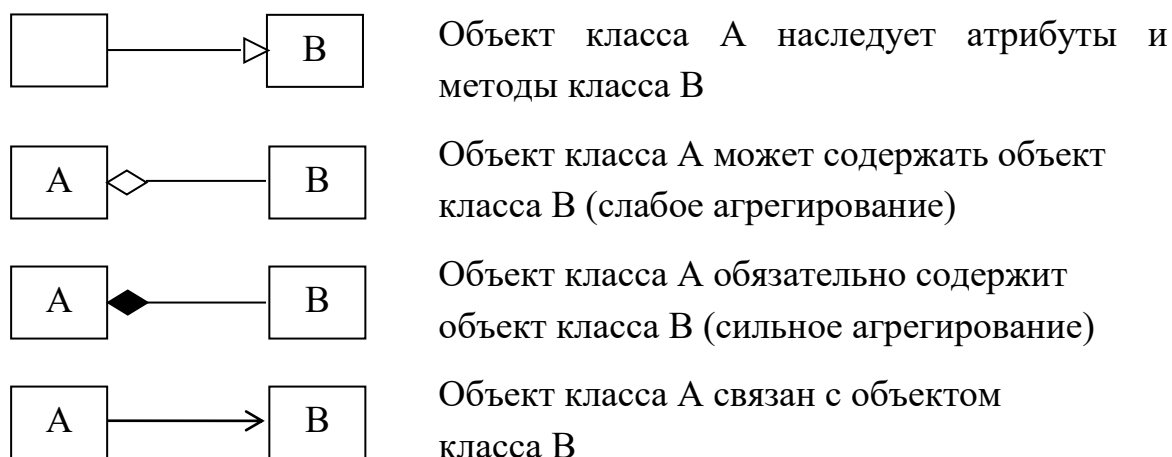 B
Объект класса А наследует атрибуты и
методы класса В
А
В
Объект класса А может содержать объект
класса В (слабое агрегирование)
А
В
Объект класса А обязательно содержит
объект класса В (сильное агрегирование)
А
В
Объект класса А связан с объектом
класса В